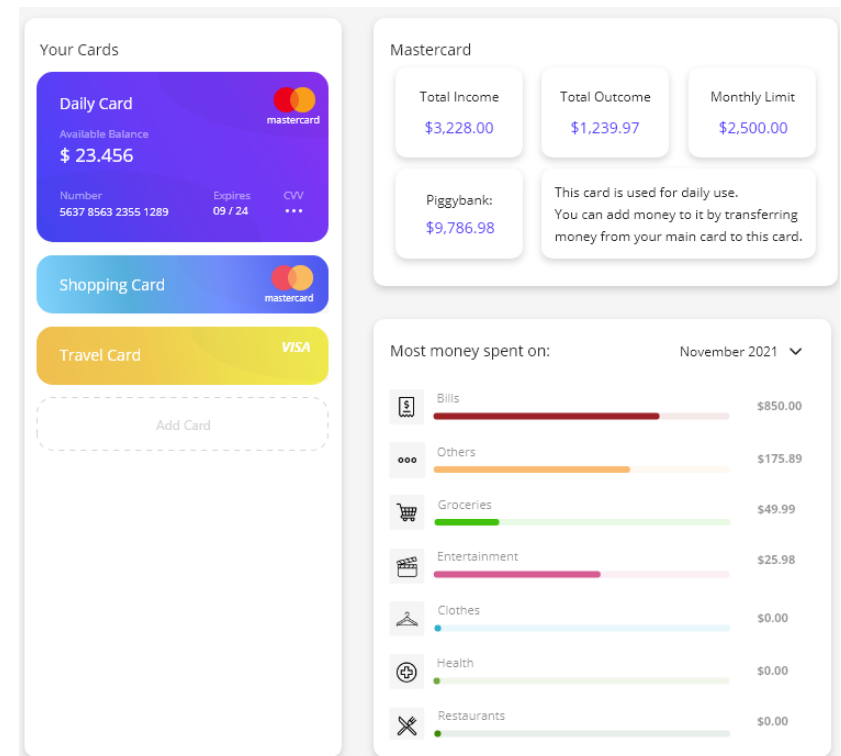 Your Cards
Daily Card
mastercard
Available Balance
$ 23.456
Number Expires CVV
5637 8563 2355 1289 09 / 24 •••
Shopping Card
mastercard
Travel Card VISA
Add Card
Mastercard
Total Income Total Outcome Monthly Limit
$3,228.00 $1,239.97 $2,500.00
Piggybank:
$9,786.98
This card is used for daily use.
You can add money to it by transferring
money from your main card to this card.
Most money spent on: November 2021
Bills $850.00
Others $175.89
Groceries $49.99
Entertainment $25.98
Clothes $0.00
Health $0.00
Restaurants $0.00